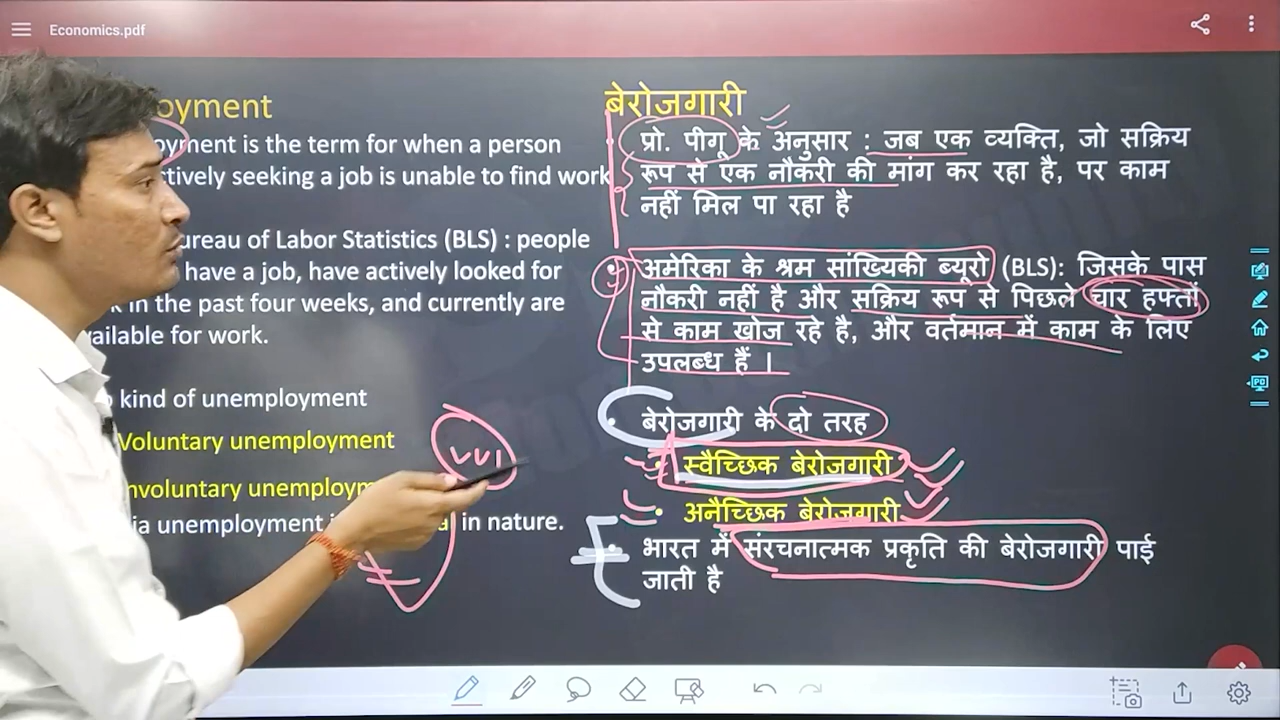 Economics.pdf
oyment
oyment is the term for when a person
ctively seeking a job is unable to find work
ureau of Labor Statistics (BLS) : people
have a job, have actively looked for
in the past four weeks, and currently are
ailable for work.
kind of unemployment
Voluntary unemployment
nvoluntary unemploym
ia unemployment in nature.
VVI
बेरोजगारी
प्रो. पीगू के अनुसार : जब एक व्यक्ति, जो सक्रिय
रूप से एक नौकरी की मांग कर रहा है, पर काम
नहीं मिल पा रहा है
अमेरिका के श्रम सांख्यिकी ब्यूरो (BLS): जिसके पास
नौकरी नहीं है और सक्रिय रूप से पिछले चार हफ्तों
से काम खोज रहे है, और वर्तमान में काम के लिए
उपलब्ध हैं ।
बेरोजगारी के दो तरह
स्वैच्छिक बेरोजगारी
अनैच्छिक बेरोजगारी
भारत में संरचनात्मक प्रकृति की बेरोजगारी पाई
जाती है